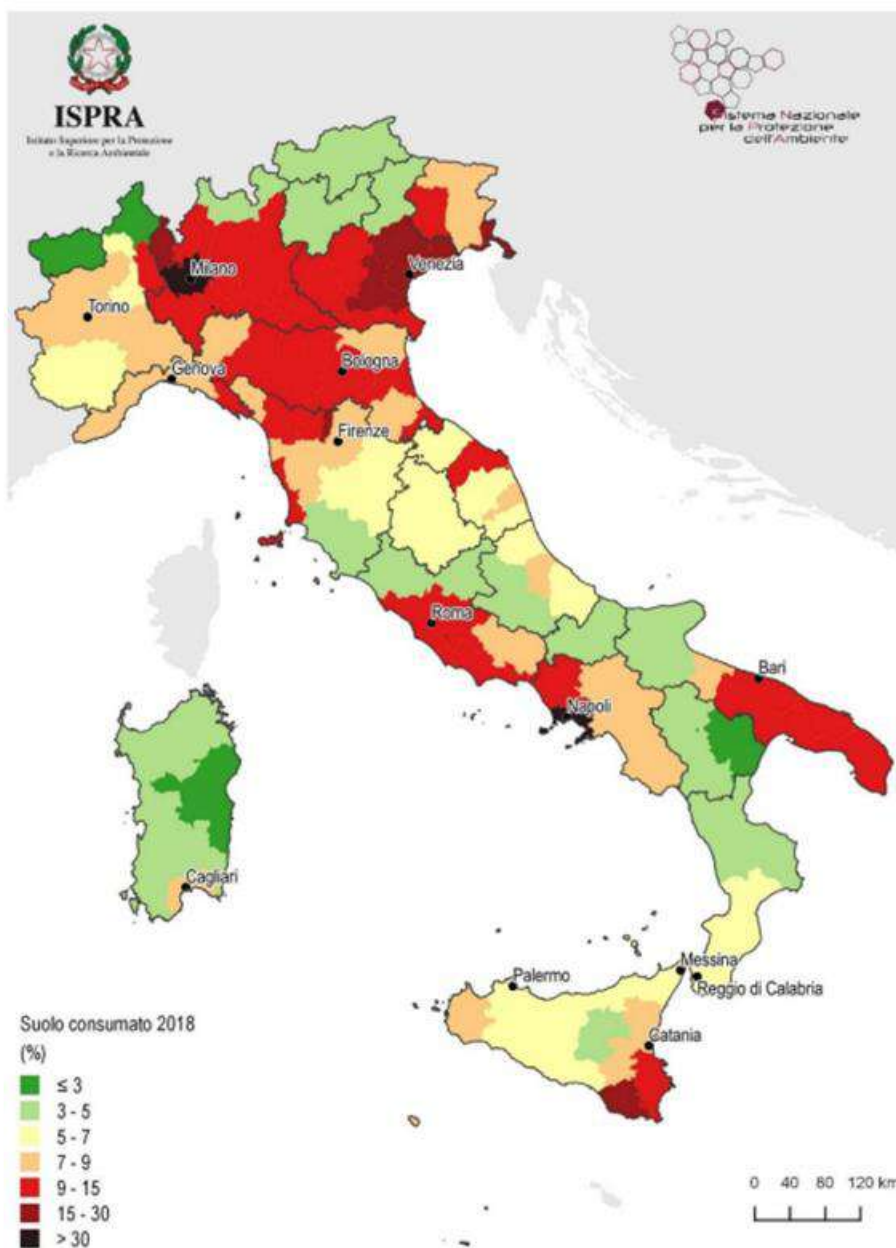 ISPRA
Istituto Superiore per la Protezione
e la Ricerca Ambientale
Sistema Nazionale
per la Protezione
dell'Ambiente
Milano
Venezia
Torino
Genova
Bologna
Firenze
Roma
Napoli
Bari
Cagliari
Palermo
Messina
Reggio di Calabria
Catania
Suolo consumato 2018
(%)
≤ 3
3 - 5
5 - 7
7 - 9
9 - 15
15 - 30
> 30
0 40 80 120 km